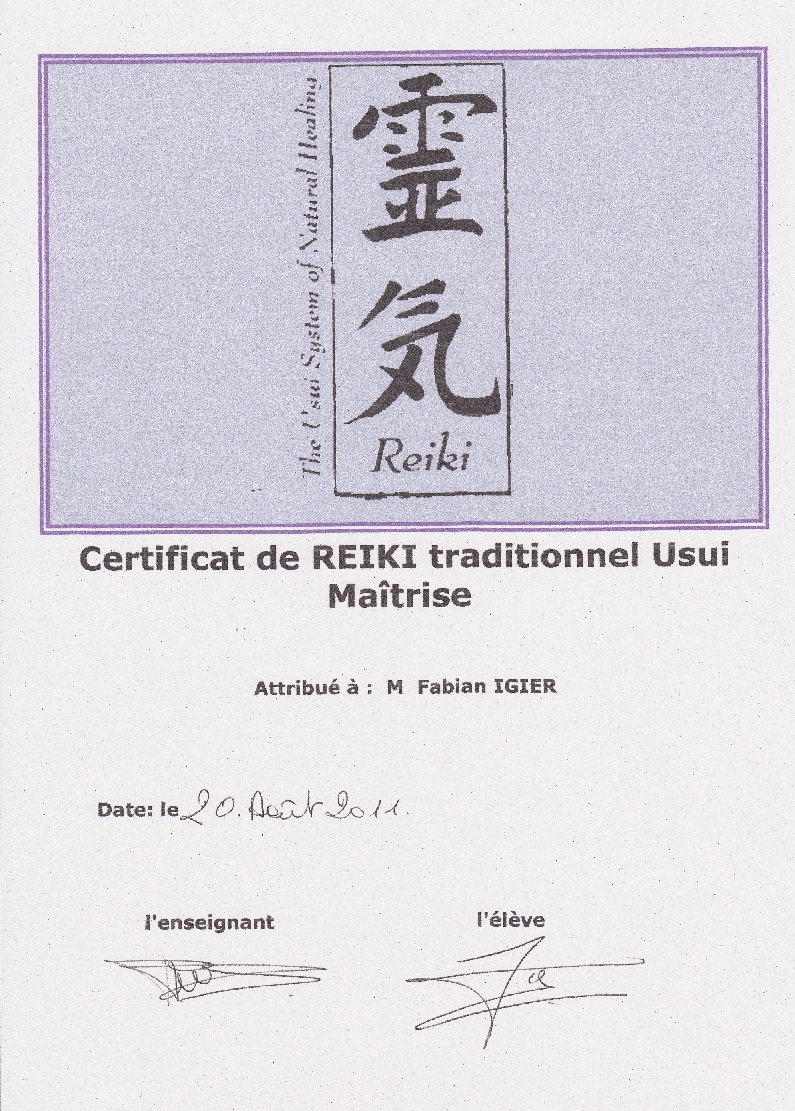 The Usui System of Natural Healing
靈
気
Reiki
Certificat de REIKI traditionnel Usui
Maîtrise
Attribué à : M Fabian IGIER
Date: le 20. Août 2011.
l'enseignant
l'élève